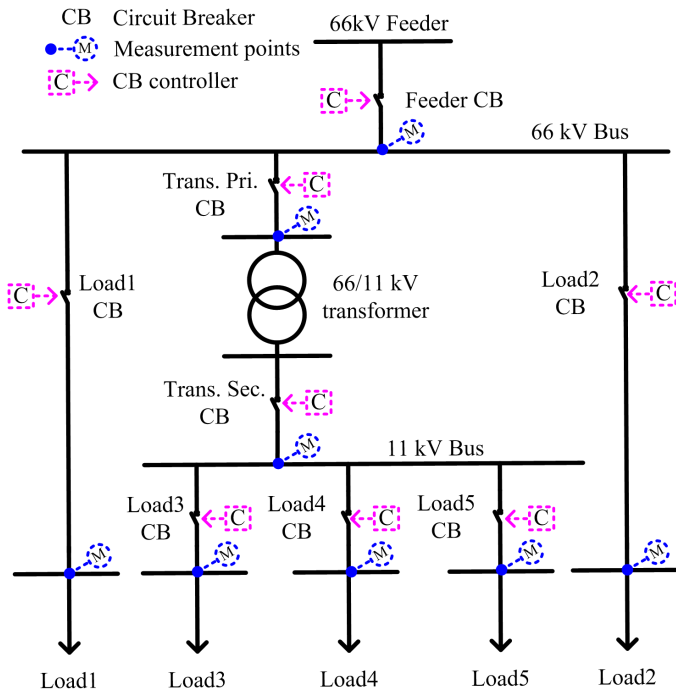 CB Circuit Breaker
M Measurement points
C CB controller
66kV Feeder
C Feeder CB
M
66 kV Bus
Trans. Pri.
CB
C
M
66/11 kV
transformer
C
Load1
CB
Load2
CB
C
Trans. Sec.
CB
C
M
11 kV Bus
Load3
CB
C
Load4
CB
C
Load5
CB
C
M
M
M
M
M
Load1
Load3
Load4
Load5
Load2